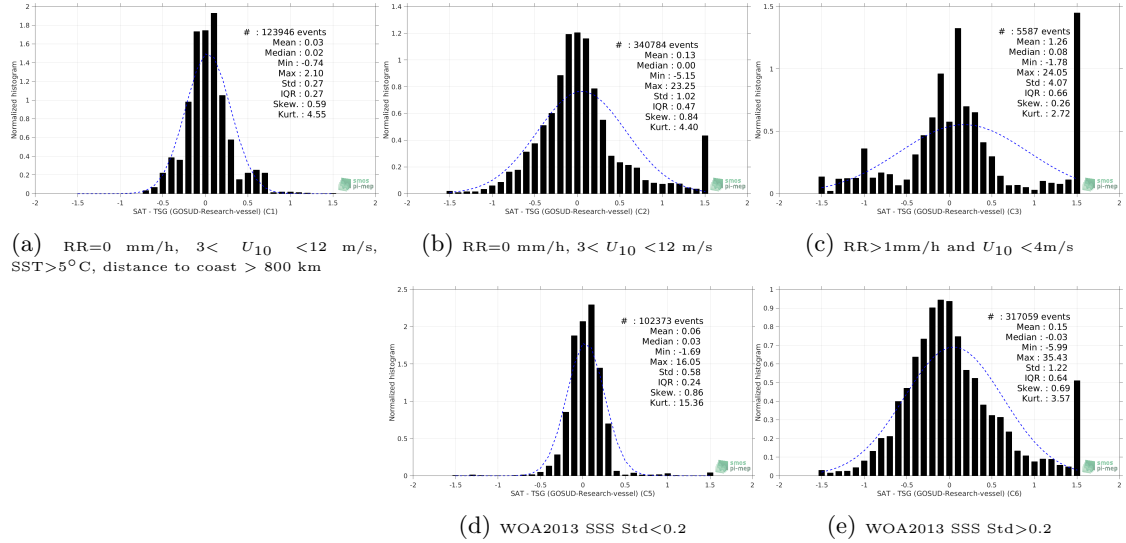 2
1.8
1.6
1.4
1.2
1
0.8
0.6
0.4
0.2
0
Normalized histogram
# : 123946 events
Mean : 0.03
Median : 0.02
Min : -0.74
Max : 2.10
Std : 0.27
IQR : 0.27
Skew. : 0.59
Kurt. : 4.55
smos
pi-mep
-2 -1.5 -1 -0.5 0 0.5 1 1.5 2
SAT - TSG (GOSUD-Research-vessel) (C1)
(a) RR=0 mm/h, 3< U10 <12 m/s,
SST>5°C, distance to coast > 800 km
1.4
1.2
1
0.8
0.6
0.4
0.2
0
Normalized histogram
# : 340784 events
Mean : 0.13
Median : 0.00
Min : -5.15
Max : 23.25
Std : 1.02
IQR : 0.47
Skew. : 0.84
Kurt. : 4.40
smos
pi-mep
-2 -1.5 -1 -0.5 0 0.5 1 1.5 2
SAT - TSG (GOSUD-Research-vessel) (C2)
(b) RR=0 mm/h, 3< U10 <12 m/s
1.5
1
0.5
0
Normalized histogram
# : 5587 events
Mean : 1.26
Median : 0.08
Min : -1.78
Max : 24.05
Std : 4.07
IQR : 0.66
Skew. : 0.26
Kurt. : 2.72
smos
pi-mep
-2 -1.5 -1 -0.5 0 0.5 1 1.5 2
SAT - TSG (GOSUD-Research-vessel) (C3)
(c) RR>1mm/h and U10 <4m/s
2.5
2
1.5
1
0.5
0
Normalized histogram
# : 102373 events
Mean : 0.06
Median : 0.03
Min : -1.69
Max : 16.05
Std : 0.58
IQR : 0.24
Skew. : 0.86
Kurt. : 15.36
smos
pi-mep
-2 -1.5 -1 -0.5 0 0.5 1 1.5 2
SAT - TSG (GOSUD-Research-vessel) (C5)
(d) WOA2013 SSS Std<0.2
1
0.9
0.8
0.7
0.6
0.5
0.4
0.3
0.2
0.1
0
Normalized histogram
# : 317059 events
Mean : 0.15
Median : -0.03
Min : -5.99
Max : 35.43
Std : 1.22
IQR : 0.64
Skew. : 0.69
Kurt. : 3.57
smos
pi-mep
-2 -1.5 -1 -0.5 0 0.5 1 1.5 2
SAT - TSG (GOSUD-Research-vessel) (C6)
(e) WOA2013 SSS Std>0.2